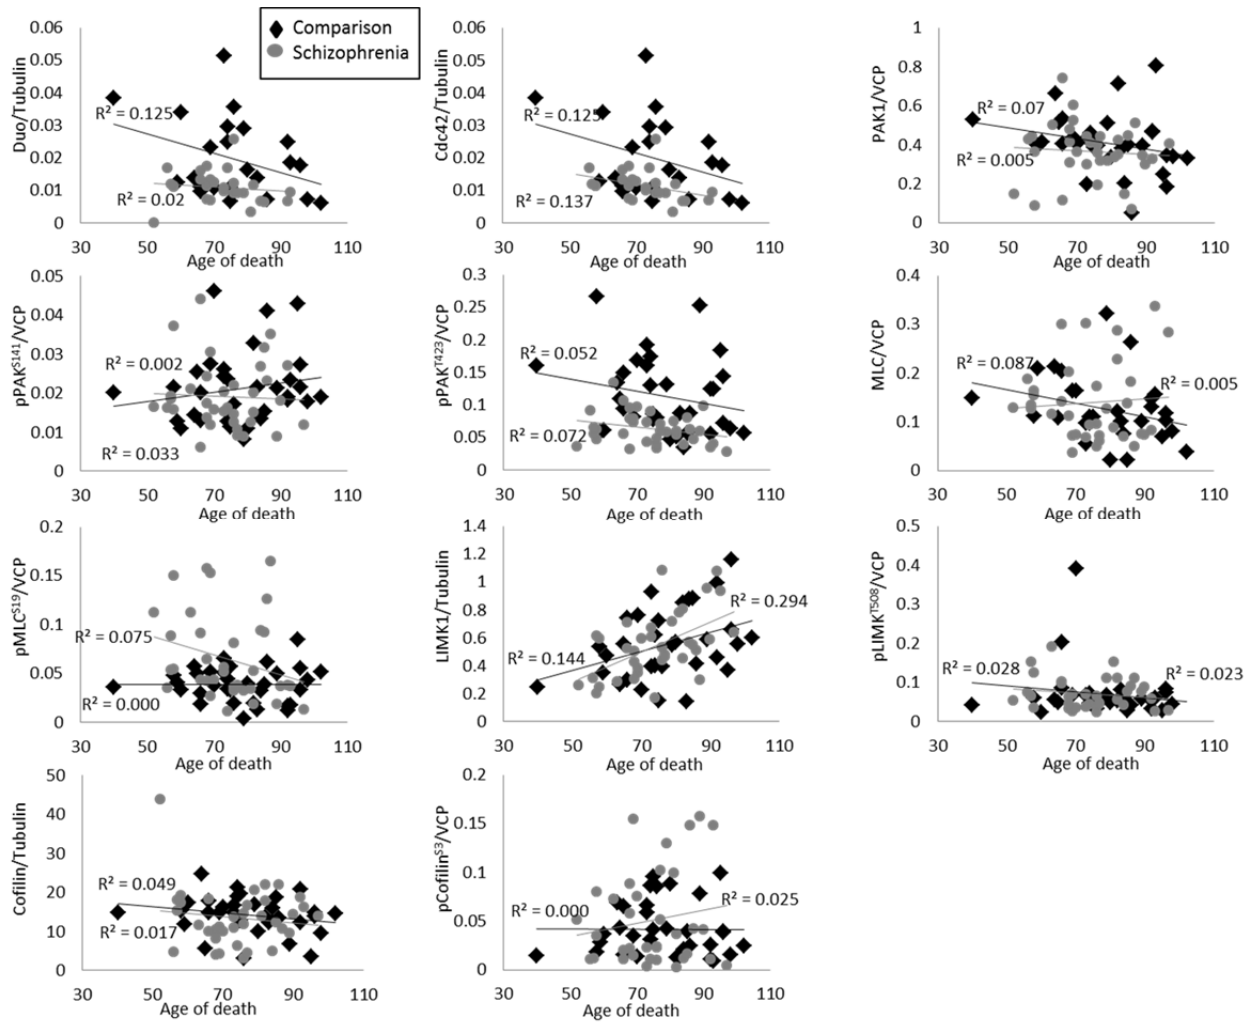 Comparison
Schizophrenia
Duo/Tubulin
0.06
0.05
0.04
0.03
0.02
0.01
0
R² = 0.125
R² = 0.02
30 50 70 90 110
Age of death
Cdc42/Tubulin
0.06
0.05
0.04
0.03
0.02
0.01
0
R² = 0.125
R² = 0.137
30 50 70 90 110
Age of death
PAK1/VCP
1
0.8
0.6
0.4
0.2
0
R² = 0.07
R² = 0.005
30 50 70 90 110
Age of death
pPAKS141/VCP
0.05
0.04
0.03
0.02
0.01
0
R² = 0.002
R² = 0.033
30 50 70 90 110
Age of death
pPAKT423/VCP
0.3
0.25
0.2
0.15
0.1
0.05
0
R² = 0.052
R² = 0.072
30 50 70 90 110
Age of death
MLC/VCP
0.4
0.3
0.2
0.1
0
R² = 0.087
R² = 0.005
30 50 70 90 110
Age of death
pMLCS19/VCP
0.2
0.15
0.1
0.05
0
R² = 0.075
R² = 0.000
30 50 70 90 110
Age of death
LIMK1/Tubulin
1.4
1.2
1
0.8
0.6
0.4
0.2
0
R² = 0.294
R² = 0.144
30 50 70 90 110
Age of death
pLIMKT508/VCP
0.5
0.4
0.3
0.2
0.1
0
R² = 0.028
R² = 0.023
30 50 70 90 110
Age of death
Cofilin/Tubulin
50
40
30
20
10
0
R² = 0.049
R² = 0.017
30 50 70 90 110
Age of death
pCofilinS3/VCP
0.2
0.15
0.1
0.05
0
R² = 0.000
R² = 0.025
30 50 70 90 110
Age of death